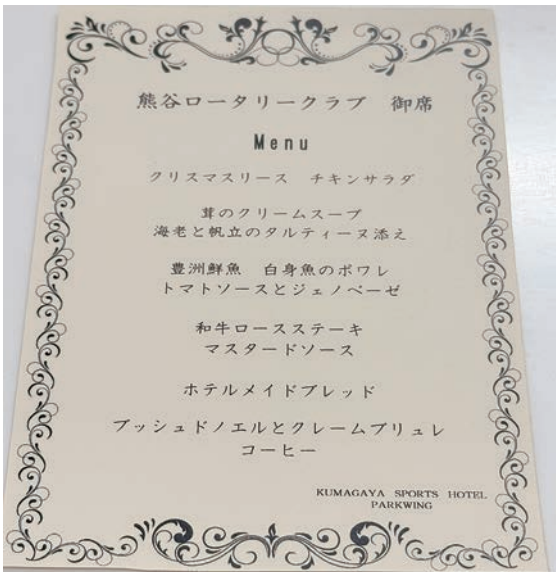 熊谷ロータリークラブ　御席
Menu
クリスマスリース　チキンサラダ
茸のクリームスープ
海老と帆立のタルティーヌ添え
豊洲鮮魚　白身魚のポワレ
トマトソースとジェノベーゼ
和牛ロースステーキ
マスタードソース
ホテルメイドブレッド
ブッシュドノエルとクレームブリュレ
コーヒー
KUMAGAYA SPORTS HOTEL
PARKWING